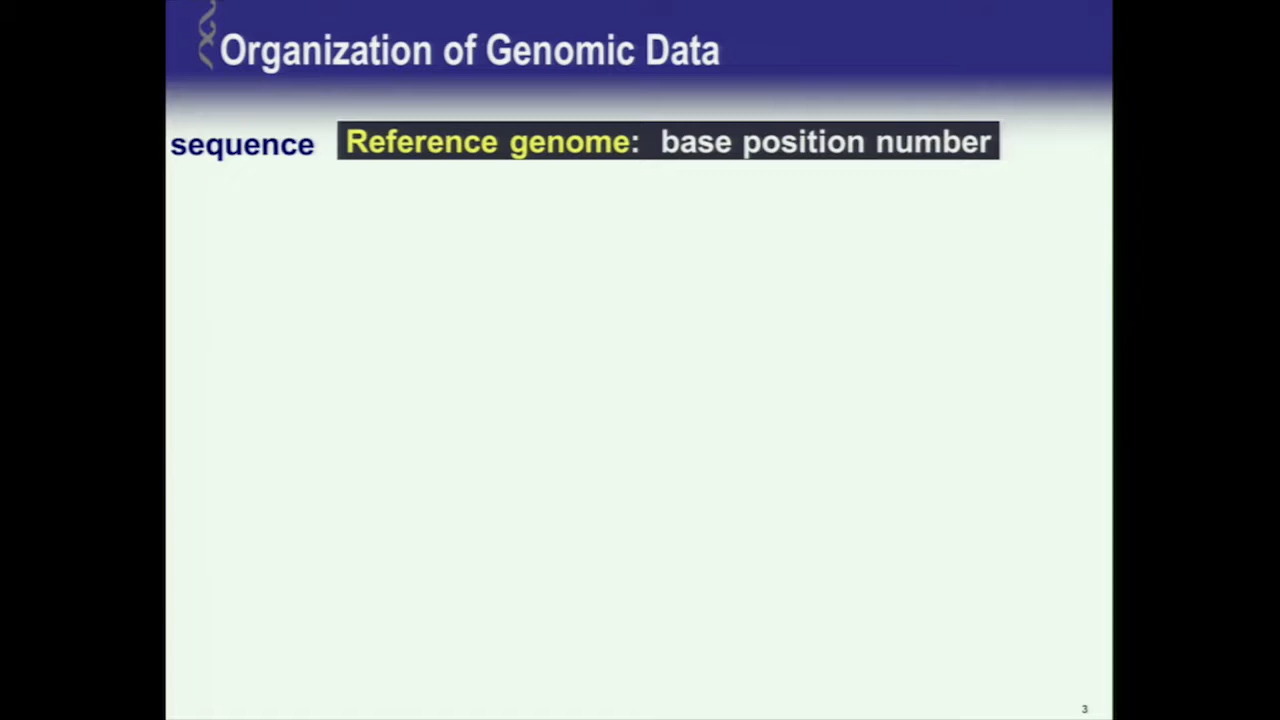 Organization of Genomic Data
sequence Reference genome: base position number
3